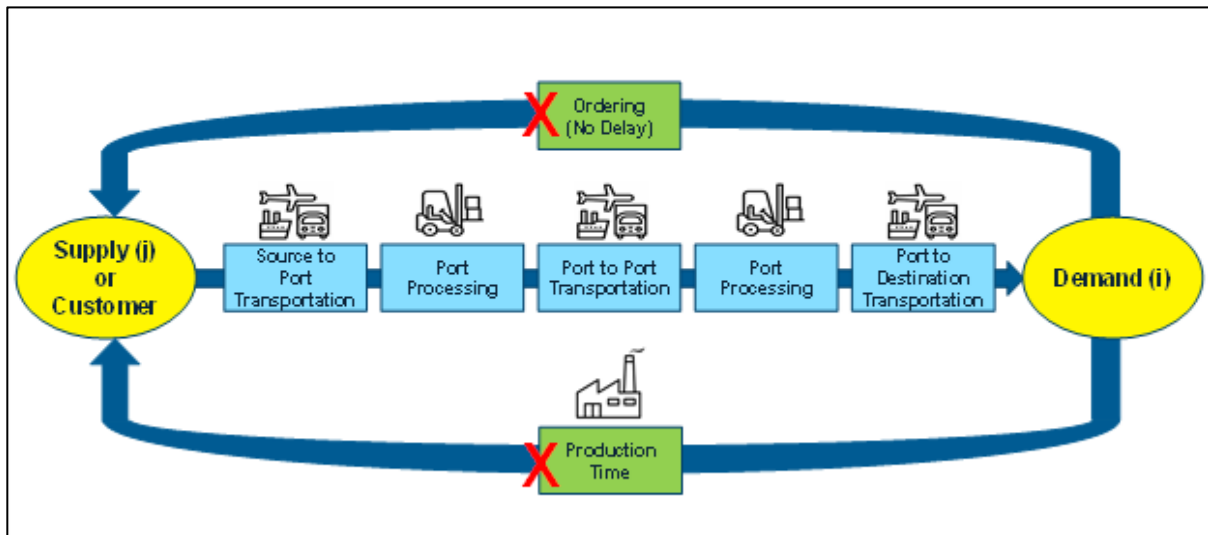 X
Ordering
(No Delay)
Supply (j)
or
Customer
Source to
Port
Transportation
Port
Processing
Port to Port
Transportation
Port
Processing
Port to
Destination
Transportation
Demand (i)
X
Production
Time